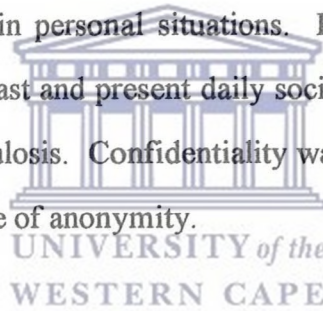 in personal situations.
ast and present daily soci
alosis. Confidentiality wa
e of anonymity.
UNIVERSITY of the
WESTERN CAPE